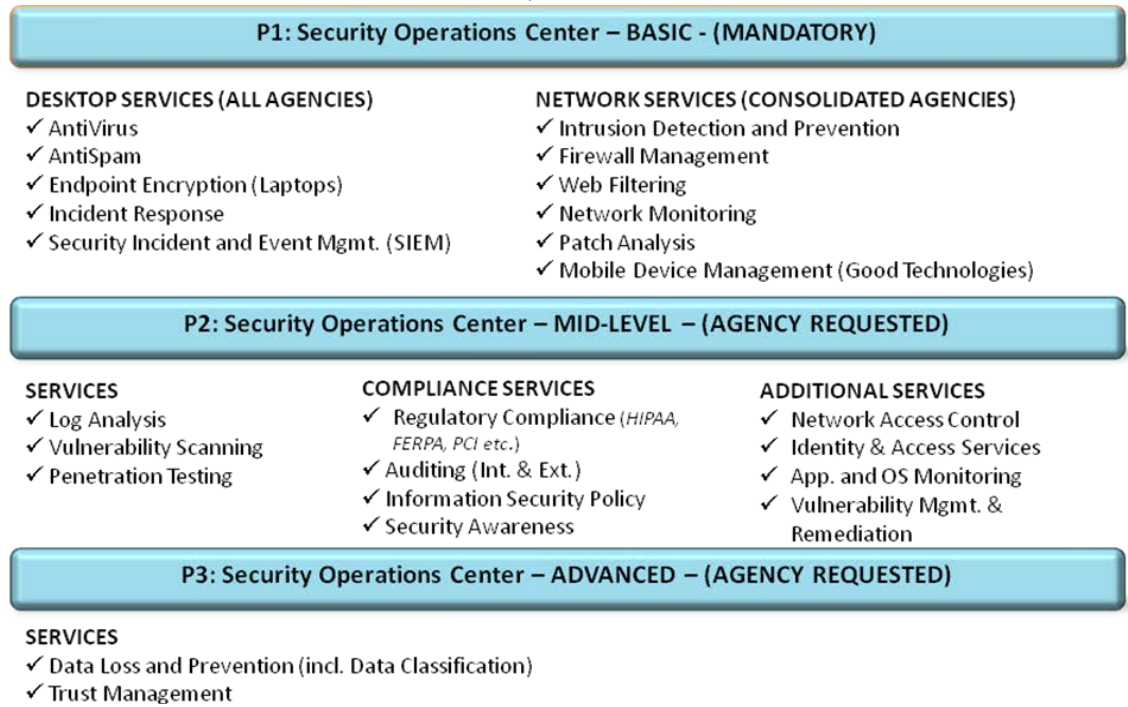 P1: Security Operations Center – BASIC - (MANDATORY)
DESKTOP SERVICES (ALL AGENCIES)
✓ AntiVirus
✓ AntiSpam
✓ Endpoint Encryption (Laptops)
✓ Incident Response
✓ Security Incident and Event Mgmt. (SIEM)
NETWORK SERVICES (CONSOLIDATED AGENCIES)
✓ Intrusion Detection and Prevention
✓ Firewall Management
✓ Web Filtering
✓ Network Monitoring
✓ Patch Analysis
✓ Mobile Device Management (Good Technologies)
P2: Security Operations Center – MID-LEVEL – (AGENCY REQUESTED)
SERVICES
✓ Log Analysis
✓ Vulnerability Scanning
✓ Penetration Testing
COMPLIANCE SERVICES
✓ Regulatory Compliance (HIPAA,
FERPA, PCI etc.)
✓ Auditing (Int. & Ext.)
✓ Information Security Policy
✓ Security Awareness
ADDITIONAL SERVICES
✓ Network Access Control
✓ Identity & Access Services
✓ App. and OS Monitoring
✓ Vulnerability Mgmt. &
Remediation
P3: Security Operations Center – ADVANCED – (AGENCY REQUESTED)
SERVICES
✓ Data Loss and Prevention (incl. Data Classification)
✓ Trust Management